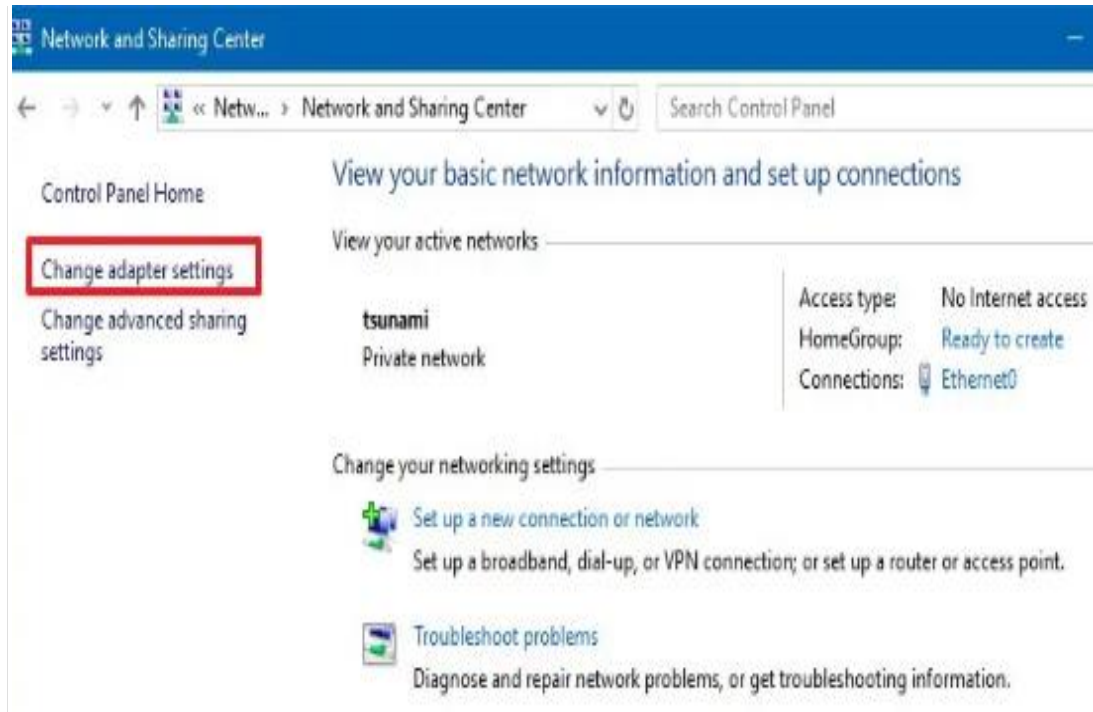 Network and Sharing Center
« Netw... › Network and Sharing Center
Search Control Panel
Control Panel Home
Change adapter settings
Change advanced sharing
settings
View your basic network information and set up connections
View your active networks
tsunami
Private network
Access type: No Internet access
HomeGroup: Ready to create
Connections: Ethernet0
Change your networking settings
Set up a new connection or network
Set up a broadband, dial-up, or VPN connection; or set up a router or access point.
Troubleshoot problems
Diagnose and repair network problems, or get troubleshooting information.